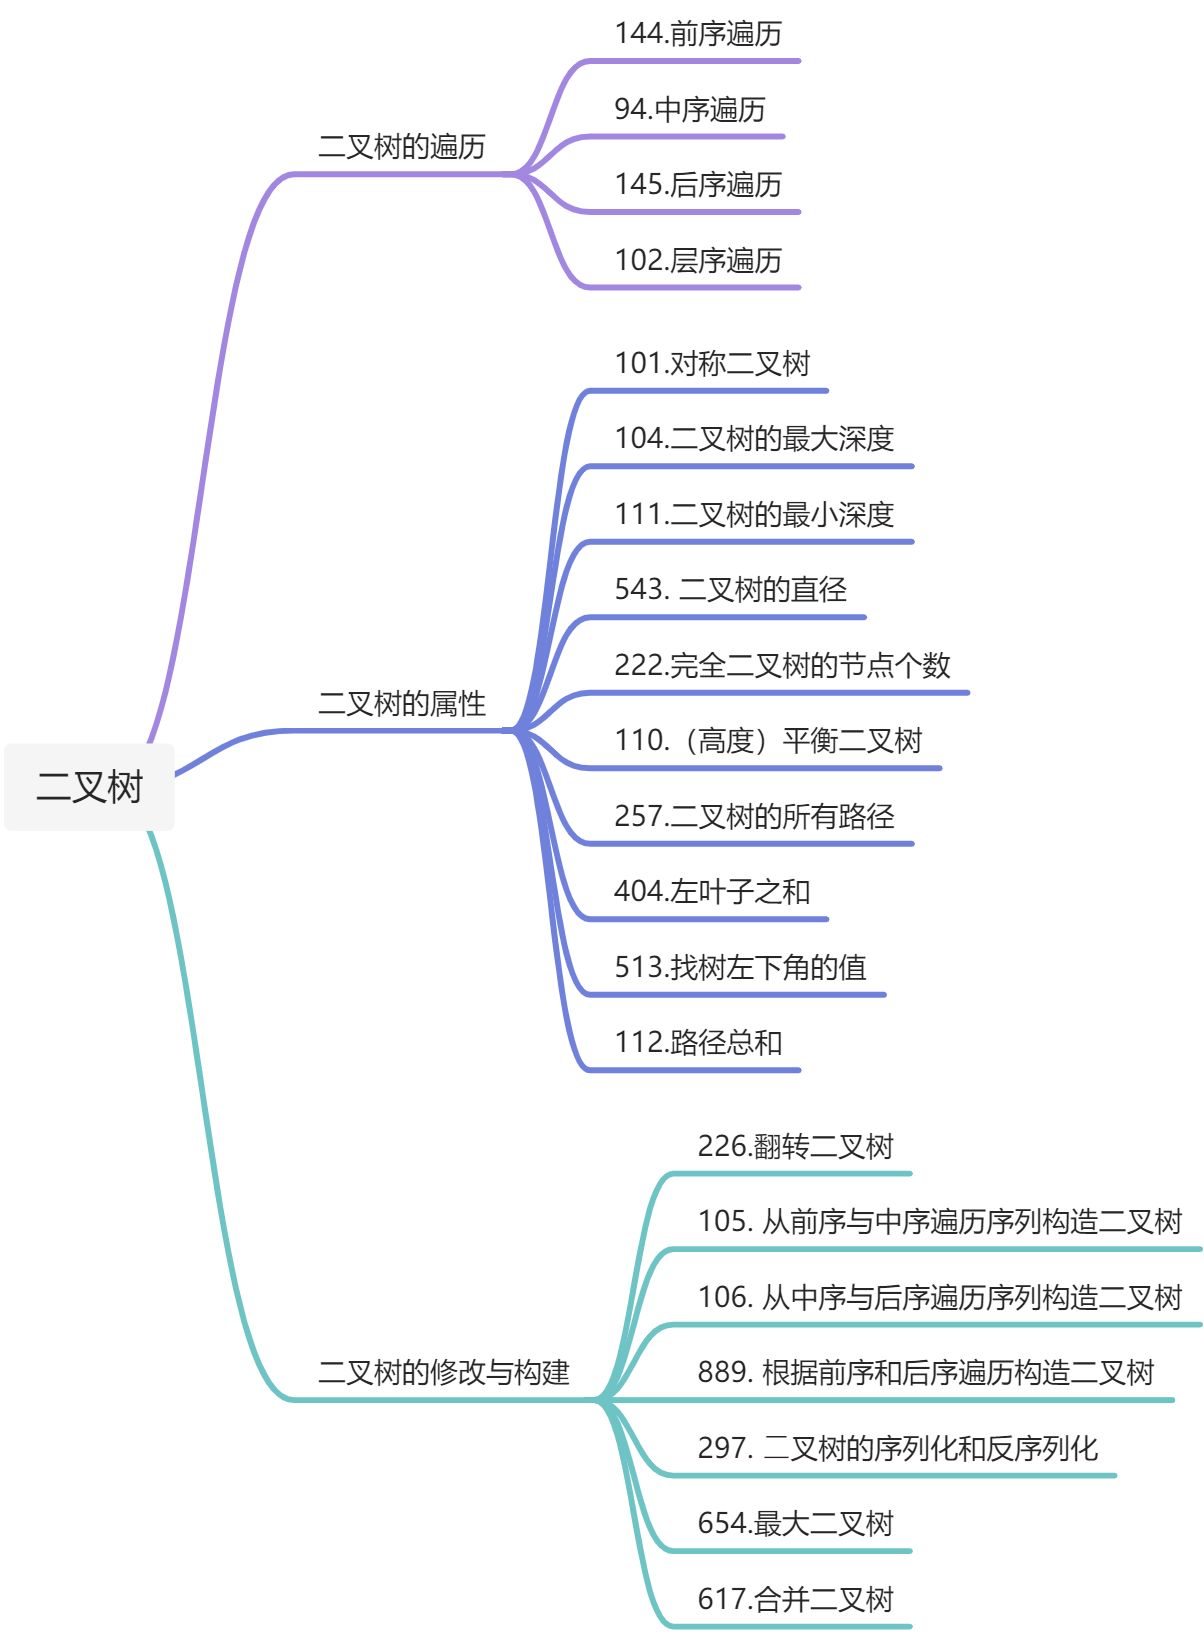 二叉树
二叉树的遍历
144.前序遍历
94.中序遍历
145.后序遍历
102.层序遍历
二叉树的属性
101.对称二叉树
104.二叉树的最大深度
111.二叉树的最小深度
543. 二叉树的直径
222.完全二叉树的节点个数
110.（高度）平衡二叉树
257.二叉树的所有路径
404.左叶子之和
513.找树左下角的值
112.路径总和
二叉树的修改与构建
226.翻转二叉树
105. 从前序与中序遍历序列构造二叉树
106. 从中序与后序遍历序列构造二叉树
889. 根据前序和后序遍历构造二叉树
297. 二叉树的序列化和反序列化
654.最大二叉树
617.合并二叉树